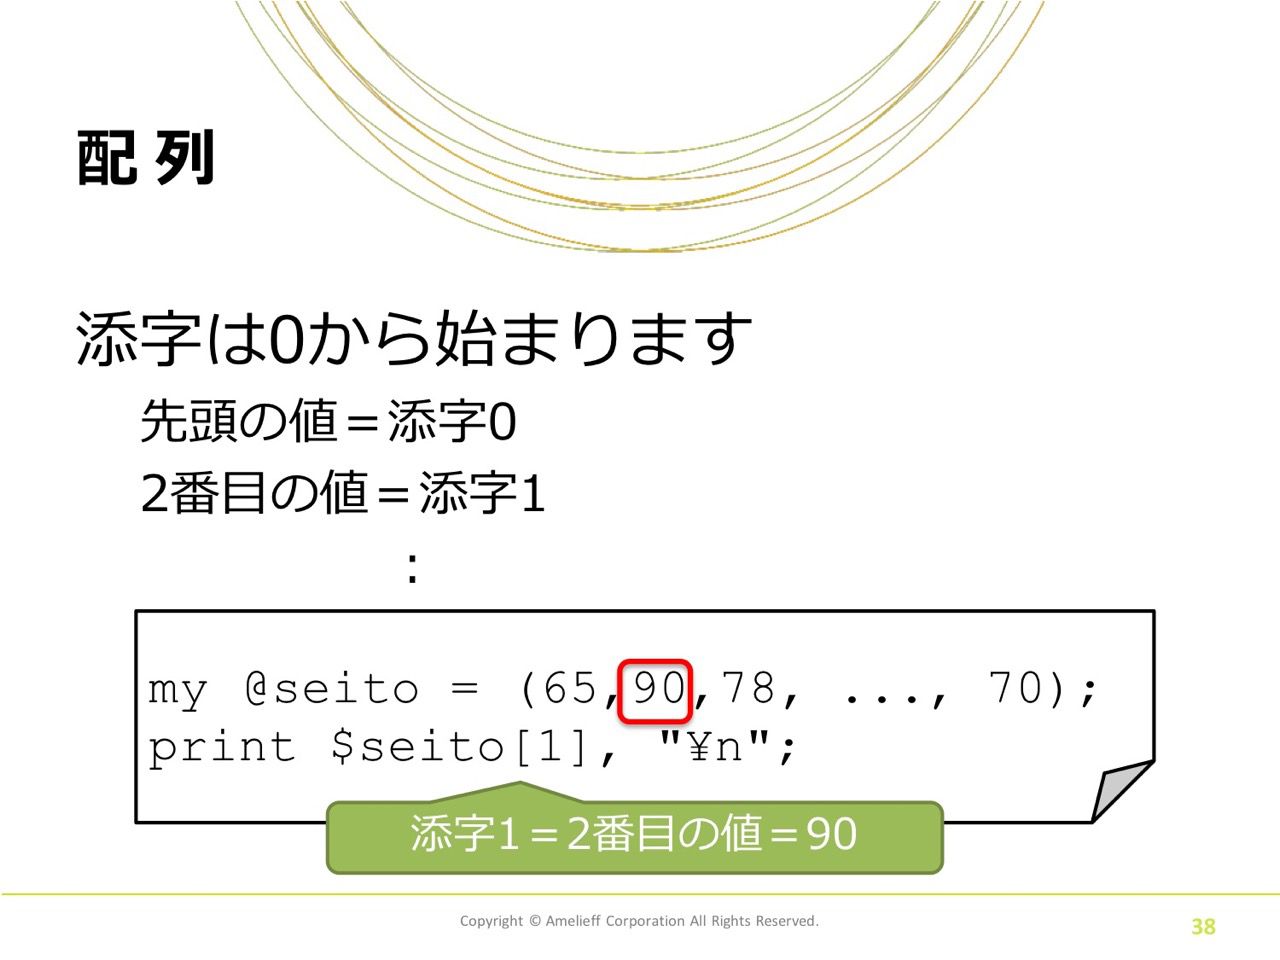 配列
添字は0から始まります
先頭の値＝添字0
2番目の値＝添字1
：
my @seito = (65,90,78, ..., 70);
print $seito[1], "¥n";
添字1＝2番目の値＝90
Copyright © Amelieff Corporation All Rights Reserved.
38